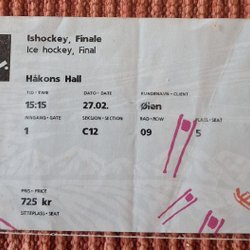 Ishockey, Finale
Ice hockey, Final
Håkons Hall
TID • TIME DATO • DATE KUNDENAVN • CLIENT
15:15 27.02. Øien
INNGANG • GATE SEKSJON • SECTION RAD • ROW PLASS • SEAT
1 C12 09 5
PRIS • PRICE
725 kr
SITTEPLASS • SEAT